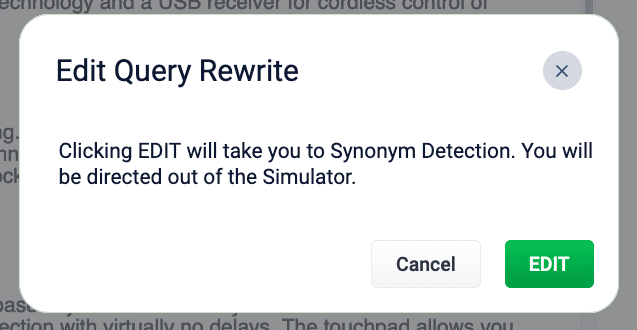 echnology and a USB receiver for cordless control of
Edit Query Rewrite
Clicking EDIT will take you to Synonym Detection. You will
be directed out of the Simulator.
Cancel
EDIT
ection with virtually no delays. The touchpad allows you